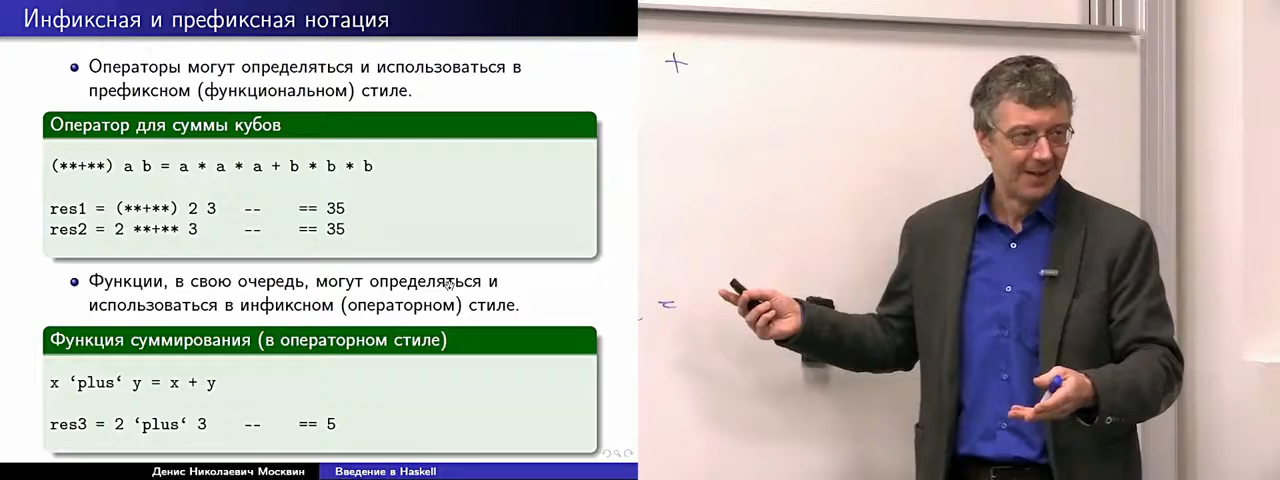 Инфиксная и префиксная нотация
Операторы могут определяться и использоваться в
префиксном (функциональном) стиле.
Оператор для суммы кубов
(**+**) a b = a * a * a + b * b * b
res1 = (**+**) 2 3 -- == 35
res2 = 2 **+** 3 -- == 35
Функции, в свою очередь, могут определяться и
использоваться в инфиксном (операторном) стиле.
Функция суммирования (в операторном стиле)
x ‘plus‘ y = x + y
res3 = 2 ‘plus‘ 3 -- == 5
Денис Николаевич Москвин Введение в Haskell
+